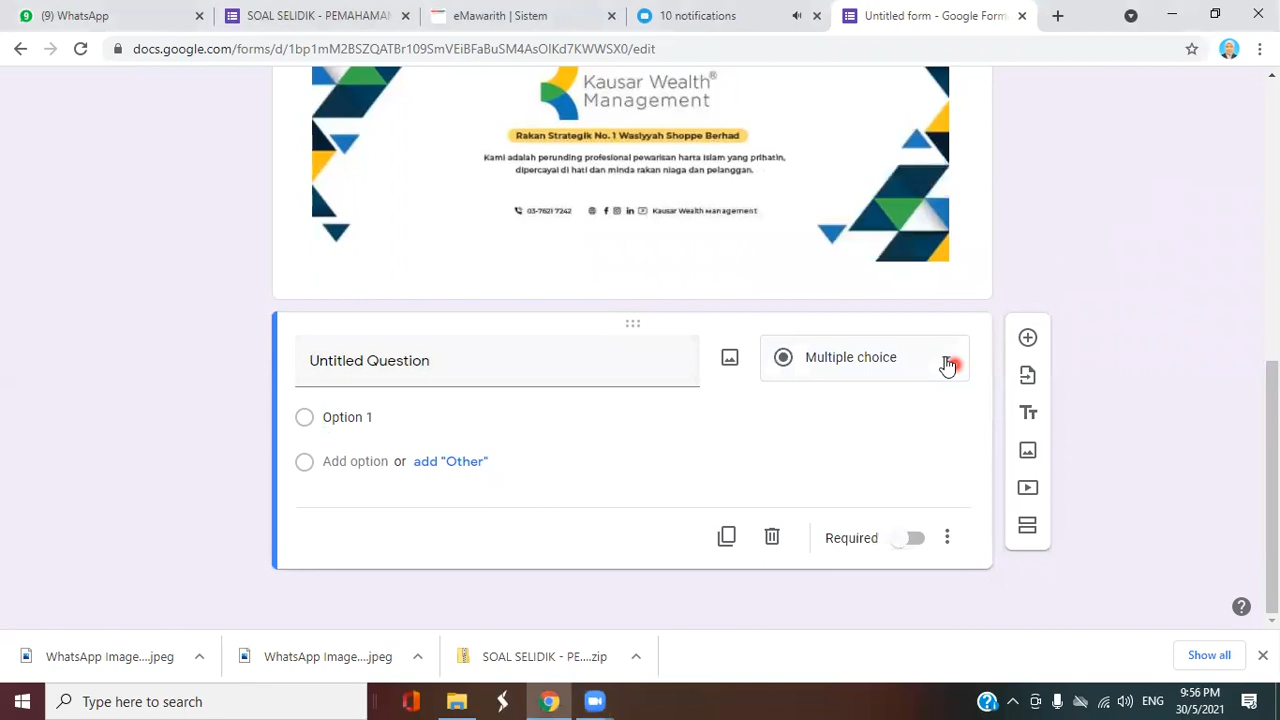 (9) WhatsApp
SOAL SELIDIK - PEMAHAMAN
eMawarith | Sistem
10 notifications
Untitled form - Google Form
docs.google.com/forms/d/1bp1mM2BSZQATBr109SmVEiBFaBuSM4AsOlKd7KWWSX0/edit
Kausar Wealth®
Management
Rakan Strategik No. 1 Wasiyyah Shoppe Berhad
Kami adalah perunding profesional pewarisan harta Islam yang prihatin,
dipercayai di hati dan minda rakan niaga dan pelanggan.
03-7621 7242
Kausar Wealth Management
Untitled Question
Multiple choice
Option 1
Add option or add "Other"
Required
WhatsApp Image....jpeg
WhatsApp Image....jpeg
SOAL SELIDIK - PE....zip
Show all
Type here to search
ENG
9:56 PM
30/5/2021